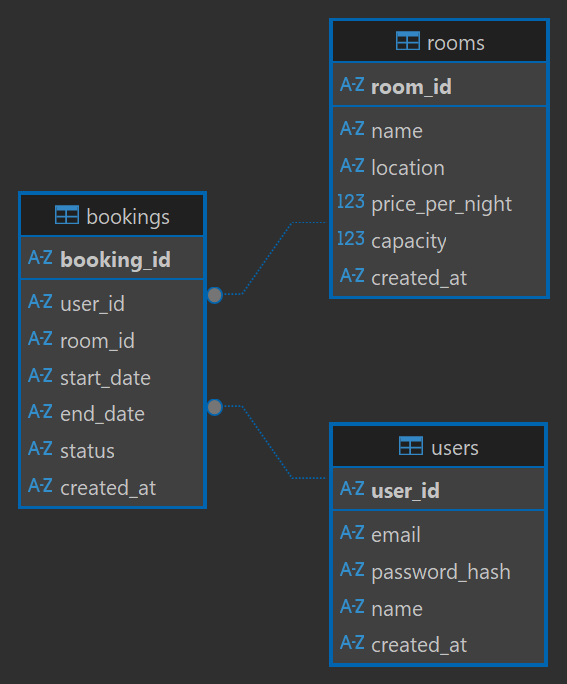 rooms
A-Z room_id
A-Z name
A-Z location
123 price_per_night
123 capacity
A-Z created_at
bookings
A-Z booking_id
A-Z user_id
A-Z room_id
A-Z start_date
A-Z end_date
A-Z status
A-Z created_at
users
A-Z user_id
A-Z email
A-Z password_hash
A-Z name
A-Z created_at